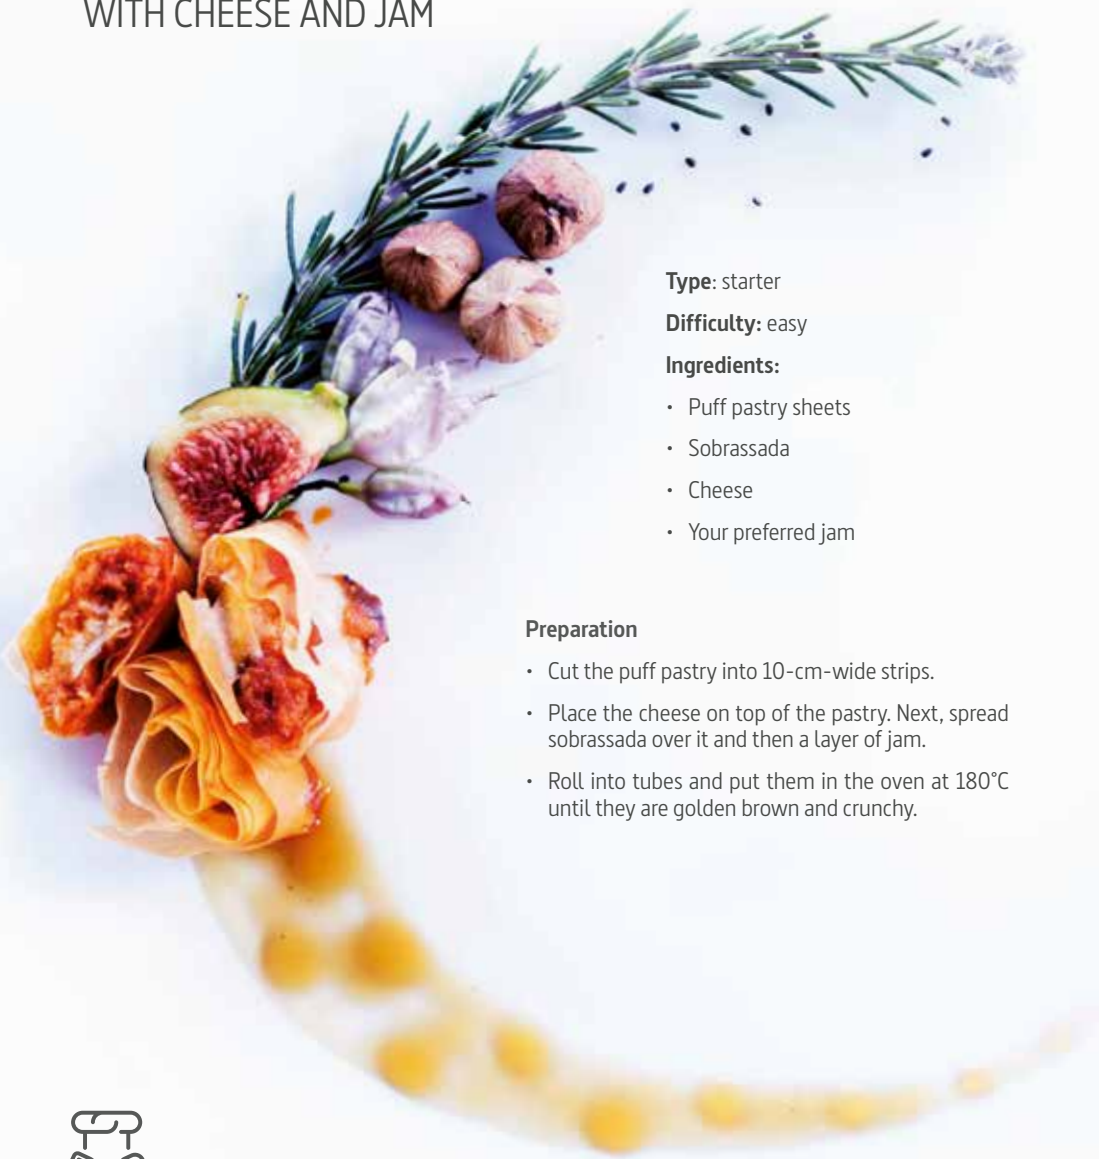 WITH CHEESE AND JAM
Type: starter
Difficulty: easy
Ingredients:
• Puff pastry sheets
• Sobrassada
• Cheese
• Your preferred jam
Preparation
• Cut the puff pastry into 10-cm-wide strips.
• Place the cheese on top of the pastry. Next, spread
sobrassada over it and then a layer of jam.
• Roll into tubes and put them in the oven at 180°C
until they are golden brown and crunchy.